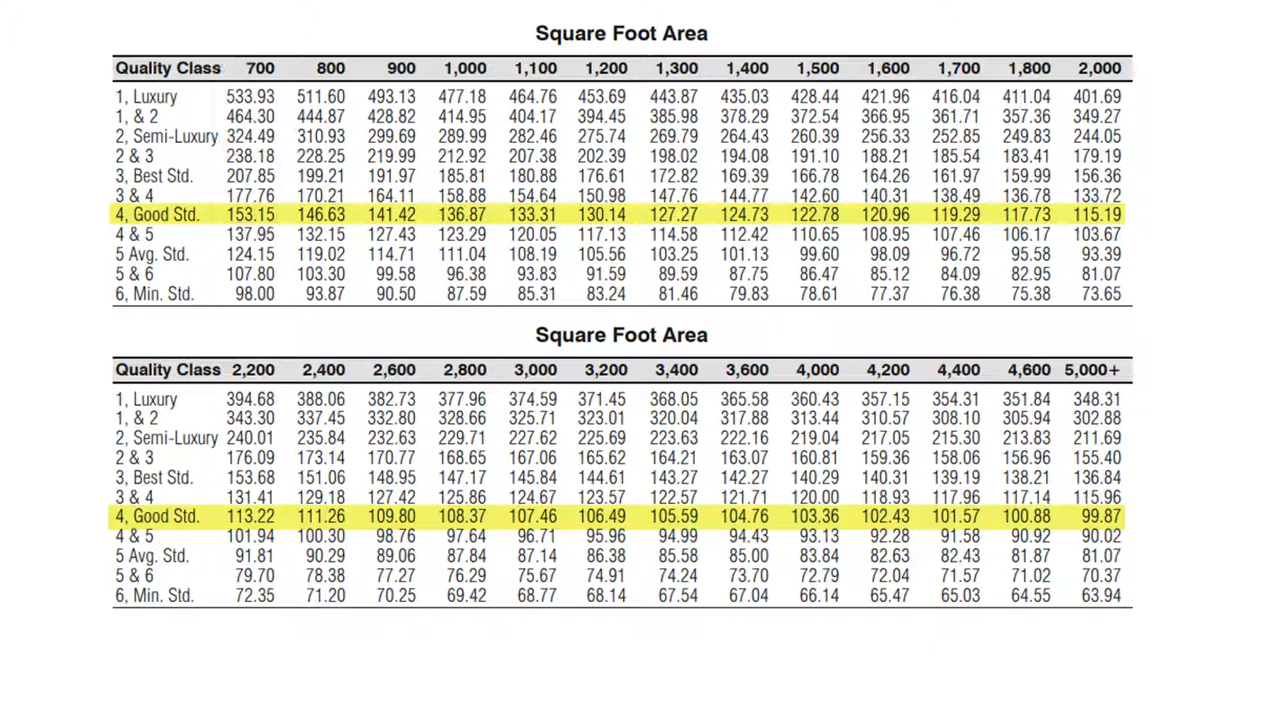 Square Foot Area
Quality Class 700 800 900 1,000 1,100 1,200 1,300 1,400 1,500 1,600 1,700 1,800 2,000
1, Luxury 533.93 511.60 493.13 477.18 464.76 453.69 443.87 435.03 428.44 421.96 416.04 411.04 401.69
1, & 2 464.30 444.87 428.82 414.95 404.17 394.45 385.98 378.29 372.54 366.95 361.71 357.36 349.27
2, Semi-Luxury 324.49 310.93 299.69 289.99 282.46 275.74 269.79 264.43 260.39 256.33 252.85 249.83 244.05
2 & 3 238.18 228.25 219.99 212.92 207.38 202.39 198.02 194.08 191.10 188.21 185.54 183.41 179.19
3, Best Std. 207.85 199.21 191.97 185.81 180.88 176.61 172.82 169.39 166.78 164.26 161.97 159.99 156.36
3 & 4 177.76 170.21 164.11 158.88 154.64 150.98 147.76 144.77 142.60 140.31 138.49 136.78 133.72
4, Good Std. 153.15 146.63 141.42 136.87 133.31 130.14 127.27 124.73 122.78 120.96 119.29 117.73 115.19
4 & 5 137.95 132.15 127.43 123.29 120.05 117.13 114.58 112.42 110.65 108.95 107.46 106.17 103.67
5 Avg. Std. 124.15 119.02 114.71 111.04 108.19 105.56 103.25 101.13 99.60 98.09 96.72 95.58 93.39
5 & 6 107.80 103.30 99.58 96.38 93.83 91.59 89.59 87.75 86.47 85.12 84.09 82.95 81.07
6, Min. Std. 98.00 93.87 90.50 87.59 85.31 83.24 81.46 79.83 78.61 77.37 76.38 75.38 73.65
Square Foot Area
Quality Class 2,200 2,400 2,600 2,800 3,000 3,200 3,400 3,600 4,000 4,200 4,400 4,600 5,000+
1, Luxury 394.68 388.06 382.73 377.96 374.59 371.45 368.05 365.58 360.43 357.15 354.31 351.84 348.31
1, & 2 343.30 337.45 332.80 328.66 325.71 323.01 320.04 317.88 313.44 310.57 308.10 305.94 302.88
2, Semi-Luxury 240.01 235.84 232.63 229.71 227.62 225.69 223.63 222.16 219.04 217.05 215.30 213.83 211.69
2 & 3 176.09 173.14 170.77 168.65 167.06 165.62 164.21 163.07 160.81 159.36 158.06 156.96 155.40
3, Best Std. 153.68 151.06 148.95 147.17 145.84 144.61 143.27 142.27 140.29 140.31 139.19 138.21 136.84
3 & 4 131.41 129.18 127.42 125.86 124.67 123.57 122.57 121.71 120.00 118.93 117.96 117.14 115.96
4, Good Std. 113.22 111.26 109.80 108.37 107.46 106.49 105.59 104.76 103.36 102.43 101.57 100.88 99.87
4 & 5 101.94 100.30 98.76 97.64 96.71 95.96 94.99 94.43 93.13 92.28 91.58 90.92 90.02
5 Avg. Std. 91.81 90.29 89.06 87.84 87.14 86.38 85.58 85.00 83.84 82.63 82.43 81.87 81.07
5 & 6 79.70 78.38 77.27 76.29 75.67 74.91 74.24 73.70 72.79 72.04 71.57 71.02 70.37
6, Min. Std. 72.35 71.20 70.25 69.42 68.77 68.14 67.54 67.04 66.14 65.47 65.03 64.55 63.94